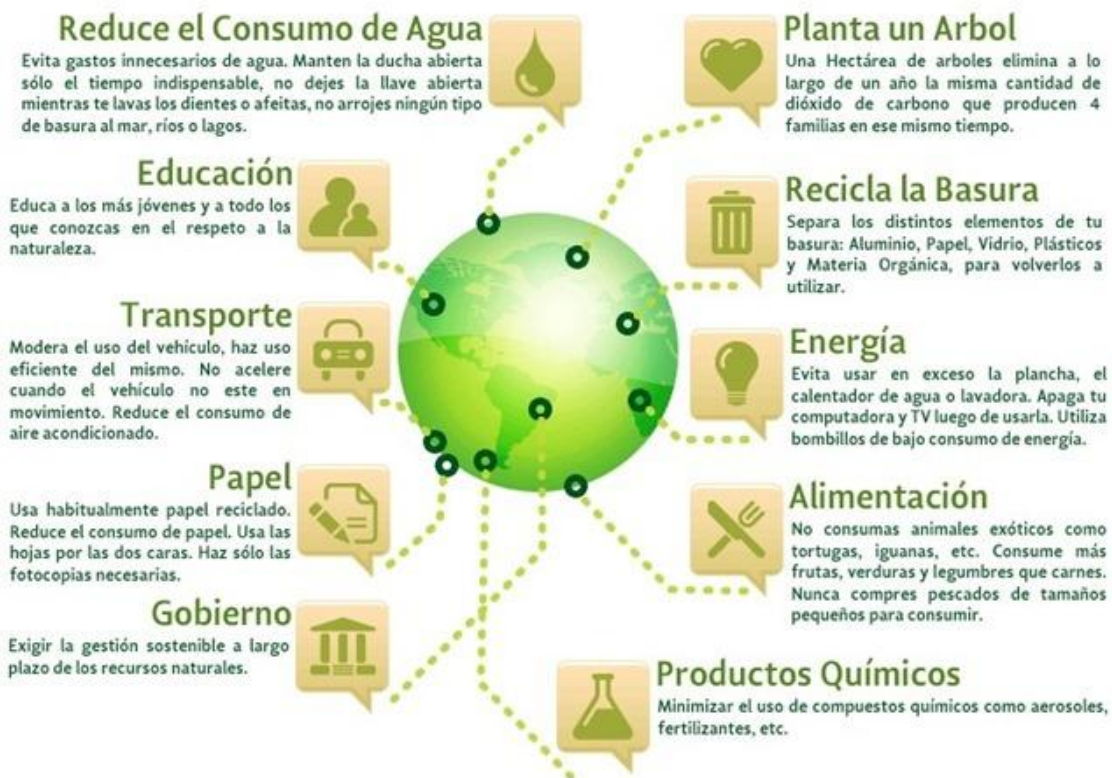 Reduce el Consumo de Agua
Evita gastos innecesarios de agua. Manten la ducha abierta
sólo el tiempo indispensable, no dejes la llave abierta
mientras te lavas los dientes o afeitas, no arrojes ningún tipo
de basura al mar, ríos o lagos.
Planta un Arbol
Una Hectárea de arboles elimina a lo
largo de un año la misma cantidad de
dióxido de carbono que producen 4
familias en ese mismo tiempo.
Educación
Educa a los más jóvenes y a todo los
que conozcas en el respeto a la
naturaleza.
Recicla la Basura
Separa los distintos elementos de tu
basura: Aluminio, Papel, Vidrio, Plásticos
y Materia Orgánica, para volverlos a
utilizar.
Transporte
Modera el uso del vehículo, haz uso
eficiente del mismo. No acelere
cuando el vehículo no este en
movimiento. Reduce el consumo de
aire acondicionado.
Energía
Evita usar en exceso la plancha, el
calentador de agua o lavadora. Apaga tu
computadora y TV luego de usarla. Utiliza
bombillos de bajo consumo de energía.
Papel
Usa habitualmente papel reciclado.
Reduce el consumo de papel. Usa las
hojas por las dos caras. Haz sólo las
fotocopias necesarias.
Alimentación
No consumas animales exóticos como
tortugas, iguanas, etc. Consume más
frutas, verduras y legumbres que carnes.
Nunca compres pescados de tamaños
pequeños para consumir.
Gobierno
Exigir la gestión sostenible a largo
plazo de los recursos naturales.
Productos Químicos
Minimizar el uso de compuestos químicos como aerosoles,
fertilizantes, etc.